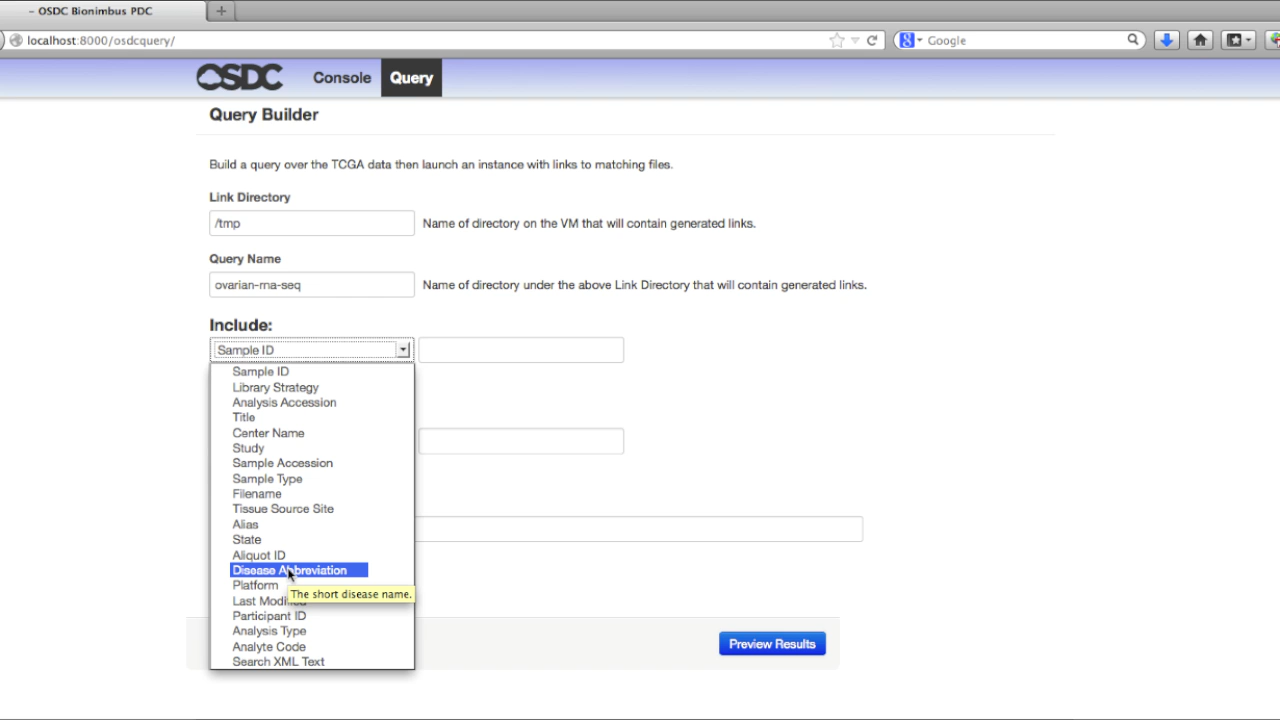 – OSDC Bionimbus PDC
localhost:8000/osdcquery/
Google
OSDC Console Query
Query Builder
Build a query over the TCGA data then launch an instance with links to matching files.
Link Directory
/tmp Name of directory on the VM that will contain generated links.
Query Name
ovarian-rna-seq Name of directory under the above Link Directory that will contain generated links.
Include:
Sample ID
Sample ID
Library Strategy
Analysis Accession
Title
Center Name
Study
Sample Accession
Sample Type
Filename
Tissue Source Site
Alias
State
Aliquot ID
Disease Abbreviation
Platform
The short disease name.
Last Modified
Participant ID
Analysis Type
Preview Results
Analyte Code
Search XML Text